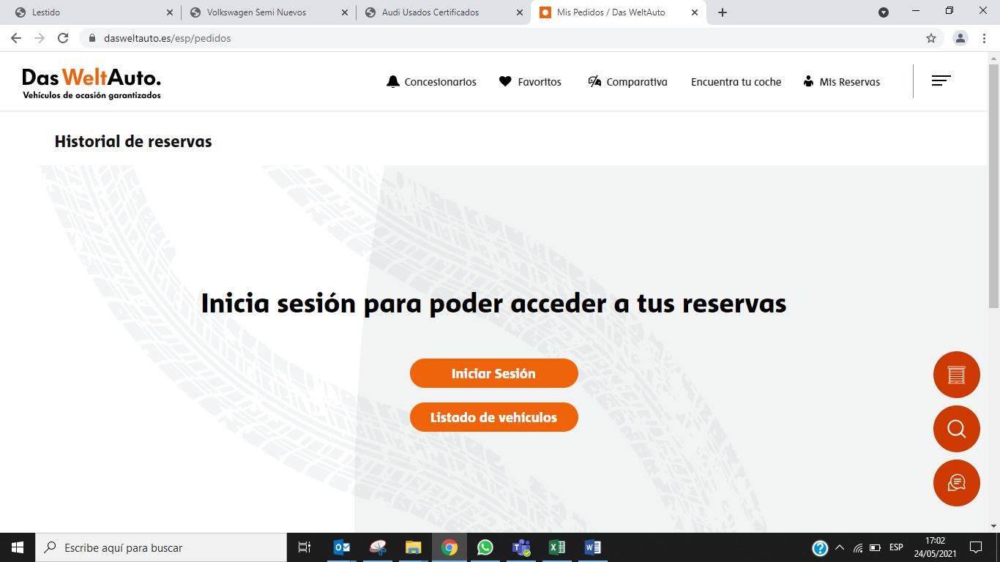 Lestido
Volkswagen Semi Nuevos
Audi Usados Certificados
Mis Pedidos / Das WeltAuto
dasweltauto.es/esp/pedidos
Das WeltAuto.
Vehículos de ocasión garantizados
Concesionarios
Favoritos
Comparativa
Encuentra tu coche
Mis Reservas
Historial de reservas
Inicia sesión para poder acceder a tus reservas
Iniciar Sesión
Listado de vehículos
Escribe aquí para buscar
ESP
17:02
24/05/2021